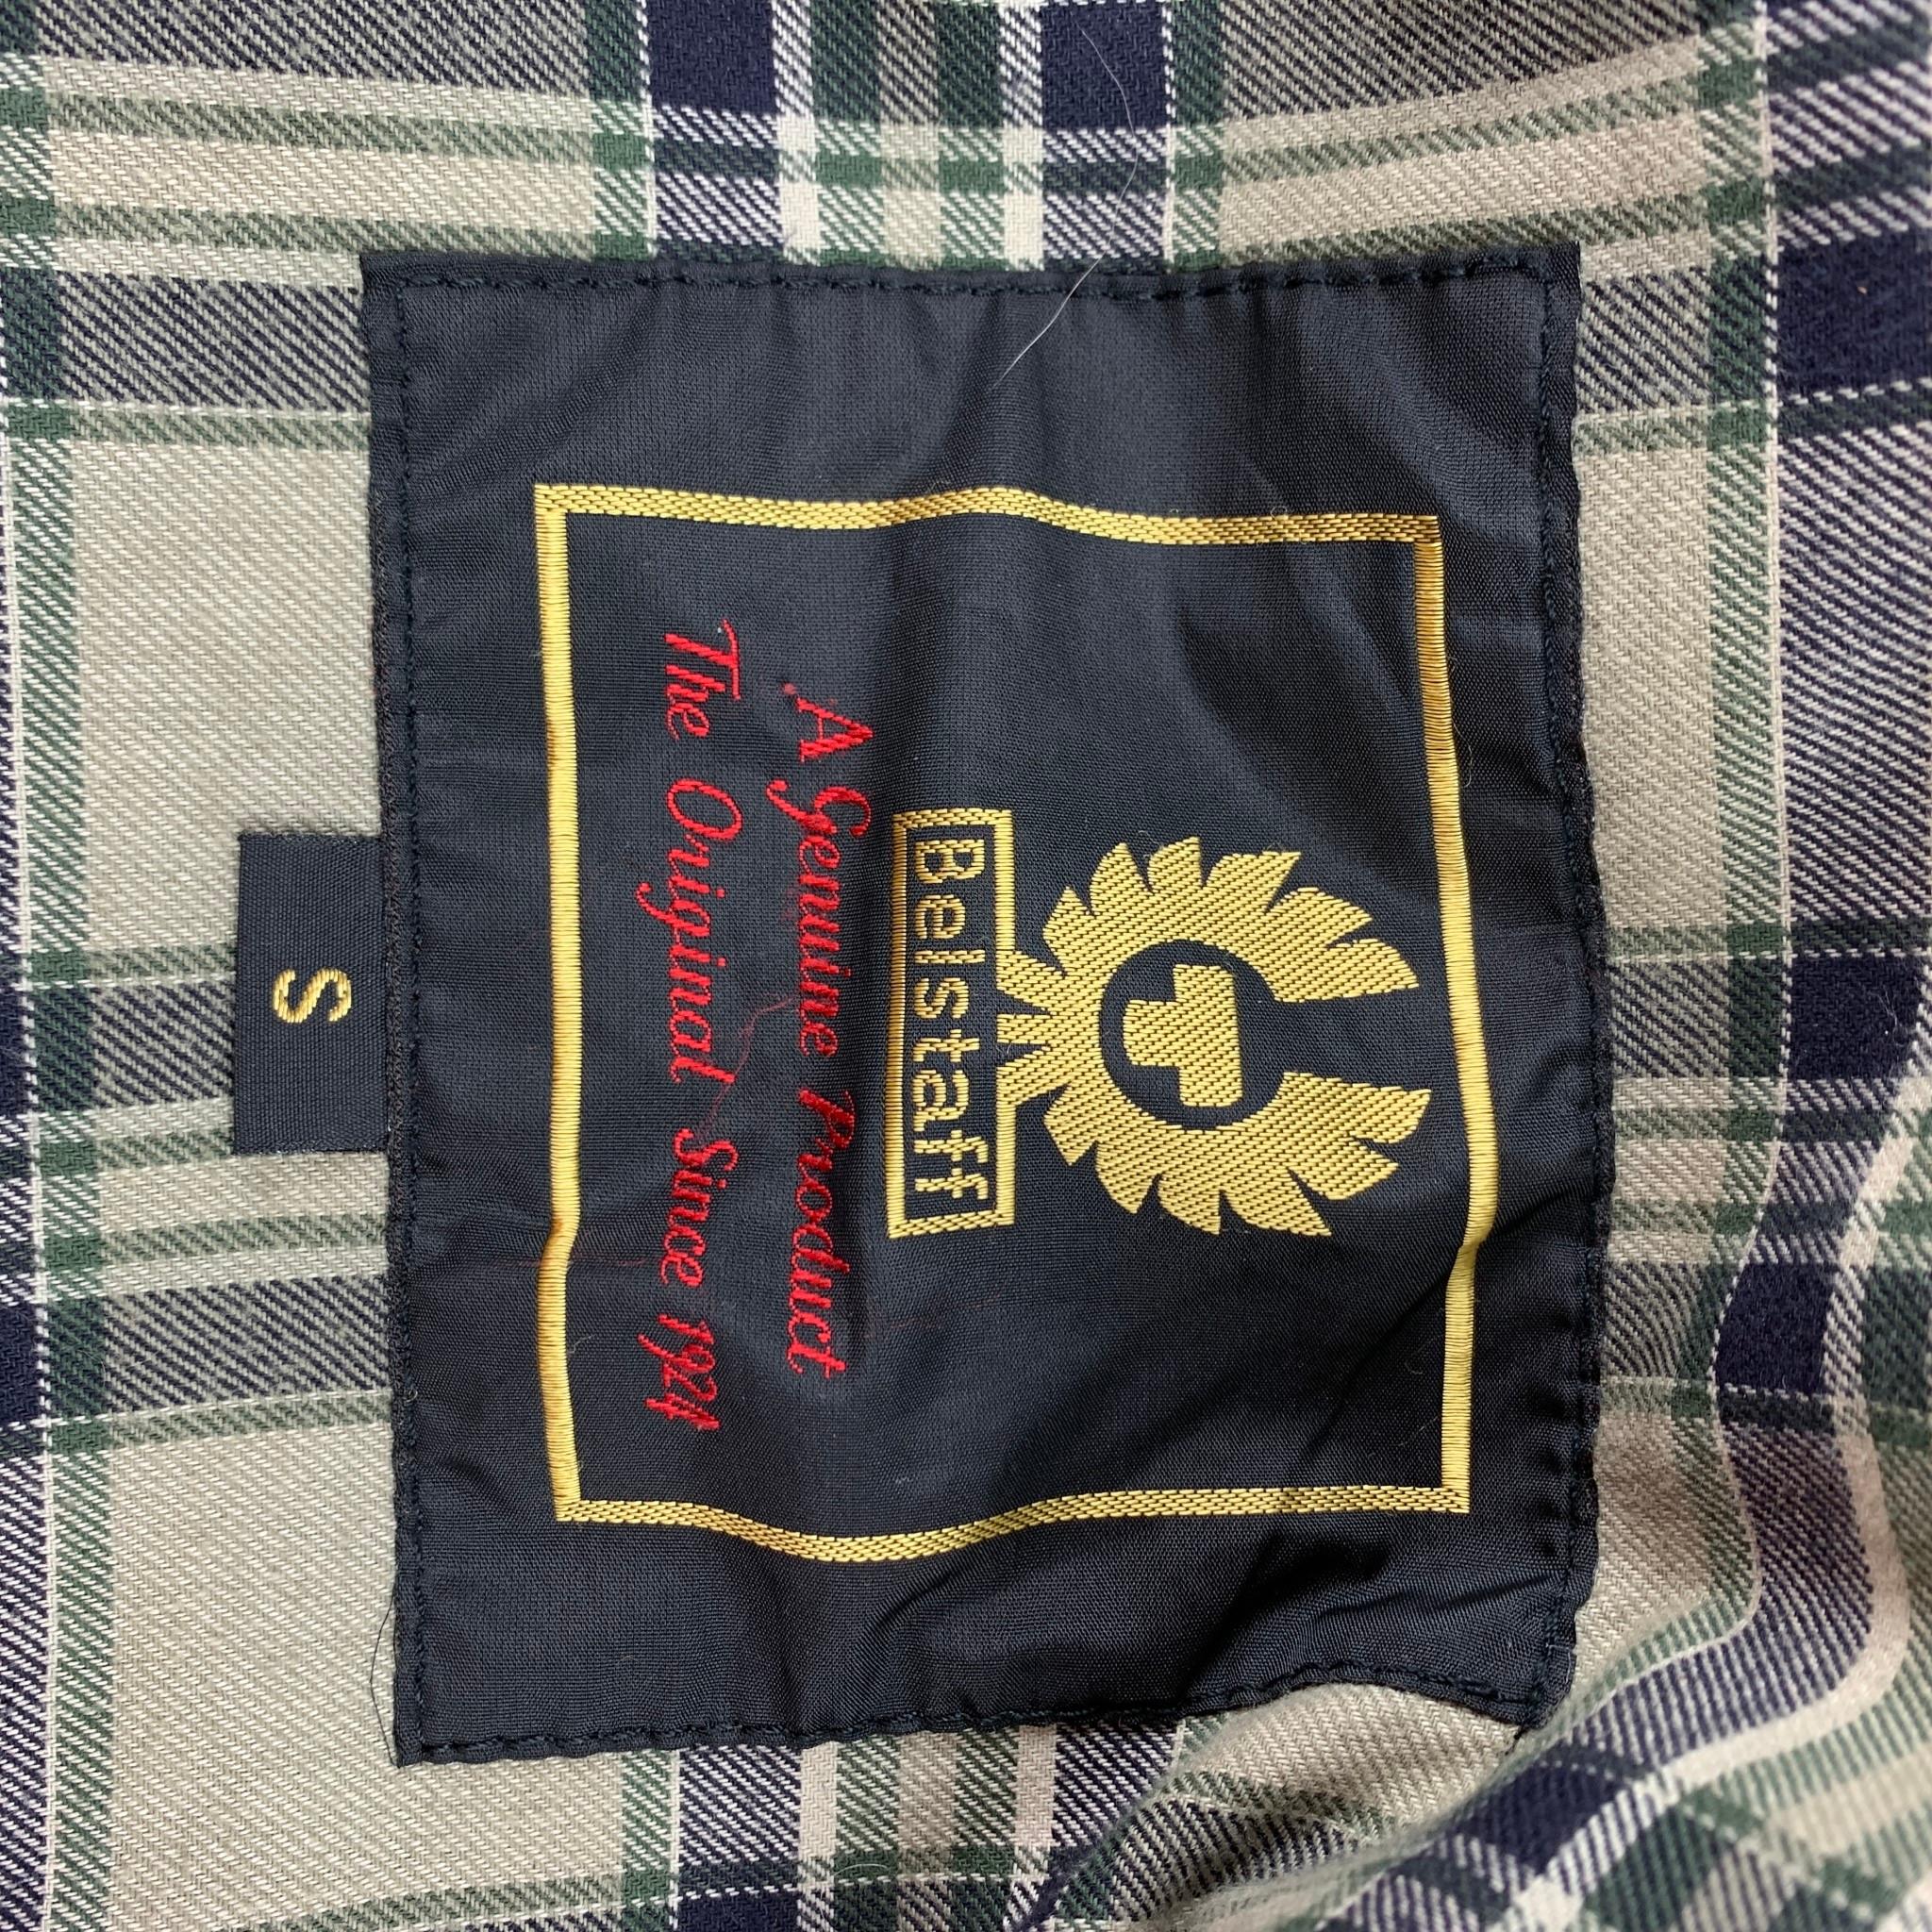 Belstaff
A Genuine Product
The Original Since 1924
S